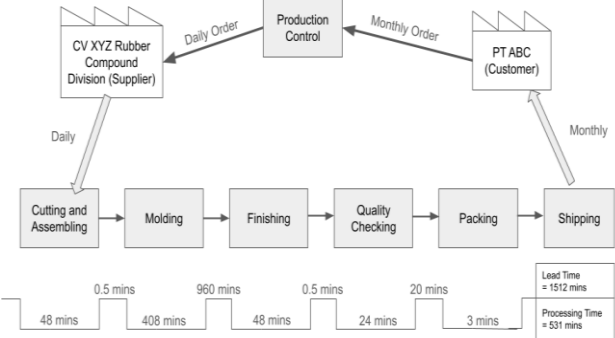 CV XYZ Rubber
Compound
Division (Supplier)
Daily Order
Production
Control
Monthly Order
PT ABC
(Customer)
Daily
Monthly
Cutting and
Assembling
Molding
Finishing
Quality
Checking
Packing
Shipping
0.5 mins
960 mins
0.5 mins
20 mins
48 mins
408 mins
48 mins
24 mins
3 mins
Lead Time
= 1512 mins
Processing Time
= 531 mins